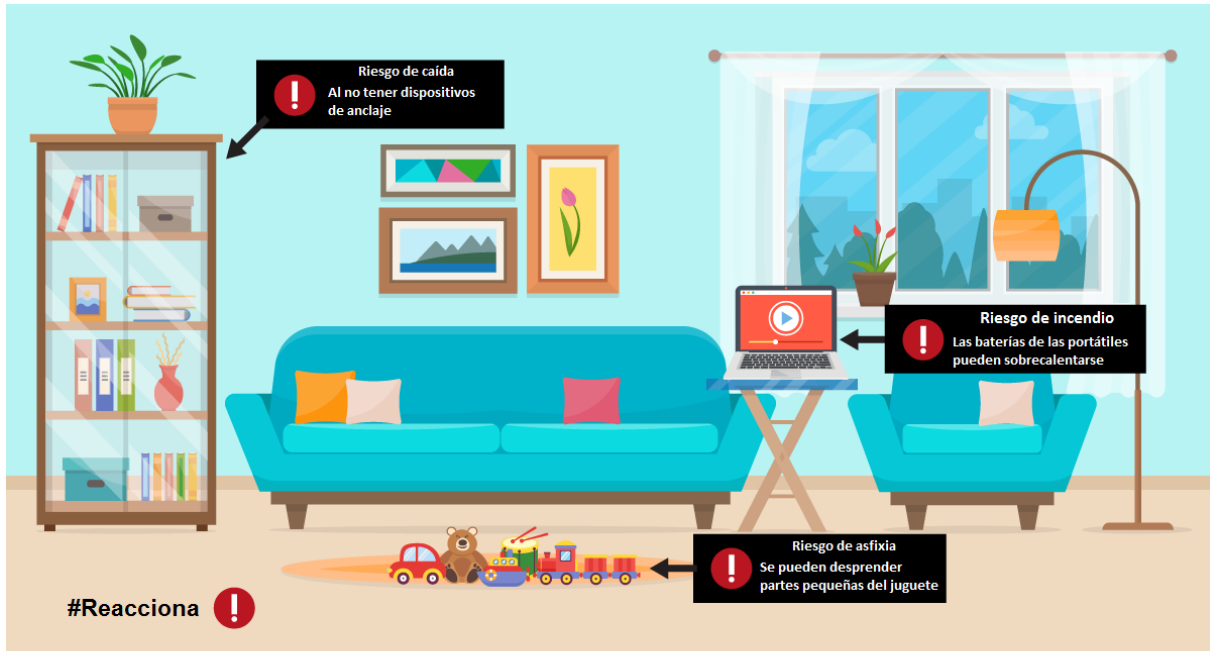 Riesgo de caída
Al no tener dispositivos
de anclaje
Riesgo de incendio
Las baterías de las portátiles
pueden sobrecalentarse
Riesgo de asfixia
Se pueden desprender
partes pequeñas del juguete
#Reacciona